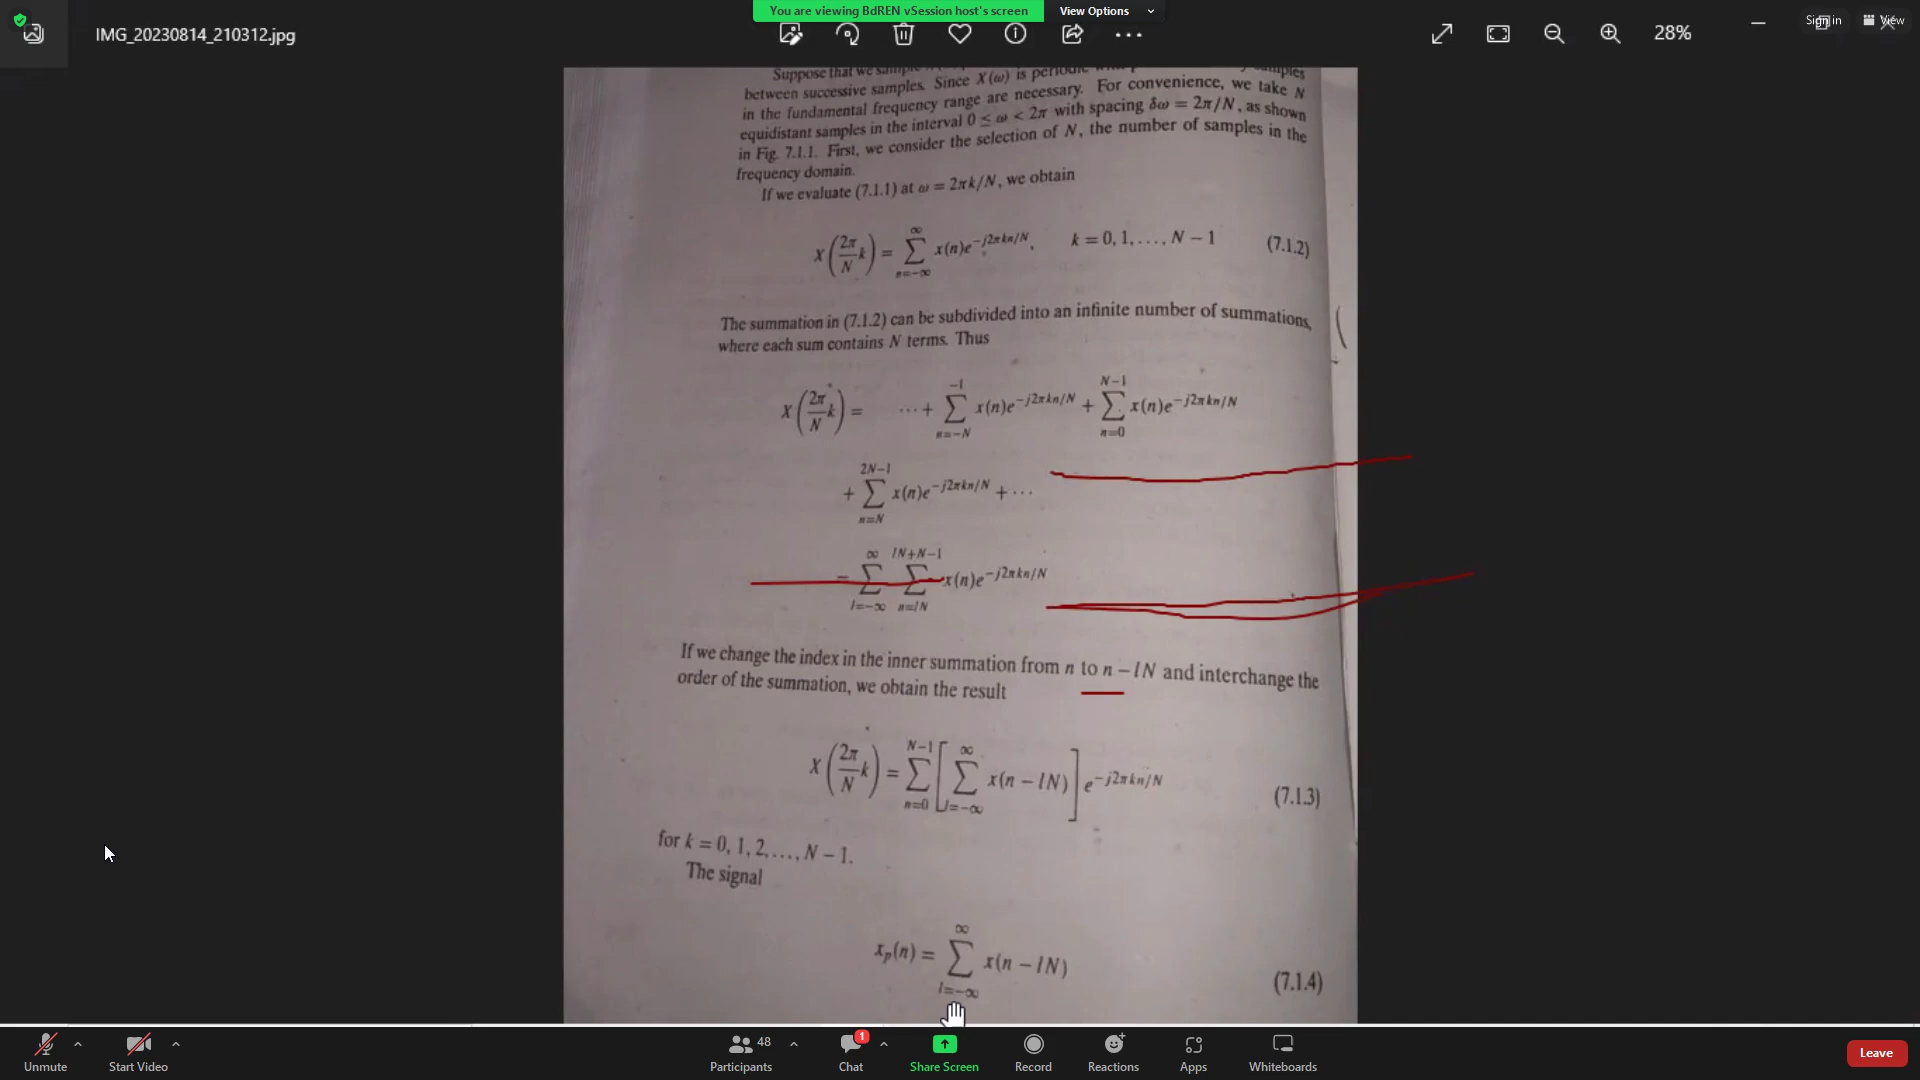 You are viewing BdREN vSession host's screen
View Options
IMG_20230814_210312.jpg
28%
Sign in
View
Suppose that we sample
between successive samples. Since X(ω) is periodic samples
in the fundamental frequency range are necessary. For convenience, we take N
equidistant samples in the interval 0 ≤ ω < 2π with spacing δω = 2π/N, as shown
in Fig. 7.1.1. First, we consider the selection of N, the number of samples in the
frequency domain.
If we evaluate (7.1.1) at ω = 2πk/N, we obtain
X(2π/N k) = ∑_{n=-∞}^{∞} x(n)e^{-j2πkn/N}, k = 0, 1, ..., N − 1 (7.1.2)
The summation in (7.1.2) can be subdivided into an infinite number of summations,
where each sum contains N terms. Thus
X(2π/N k) = ··· + ∑_{n=-N}^{-1} x(n)e^{-j2πkn/N} + ∑_{n=0}^{N-1} x(n)e^{-j2πkn/N}
+ ∑_{n=N}^{2N-1} x(n)e^{-j2πkn/N} + ···
= ∑_{l=-∞}^{∞} ∑_{n=lN}^{lN+N-1} x(n)e^{-j2πkn/N}
If we change the index in the inner summation from n to n − lN and interchange the
order of the summation, we obtain the result
X(2π/N k) = ∑_{n=0}^{N-1} [∑_{l=-∞}^{∞} x(n − lN)] e^{-j2πkn/N} (7.1.3)
for k = 0, 1, 2, ..., N − 1.
The signal
x_p(n) = ∑_{l=-∞}^{∞} x(n − lN) (7.1.4)
Unmute
Start Video
48
Participants
1
Chat
Share Screen
Record
Reactions
Apps
Whiteboards
Leave